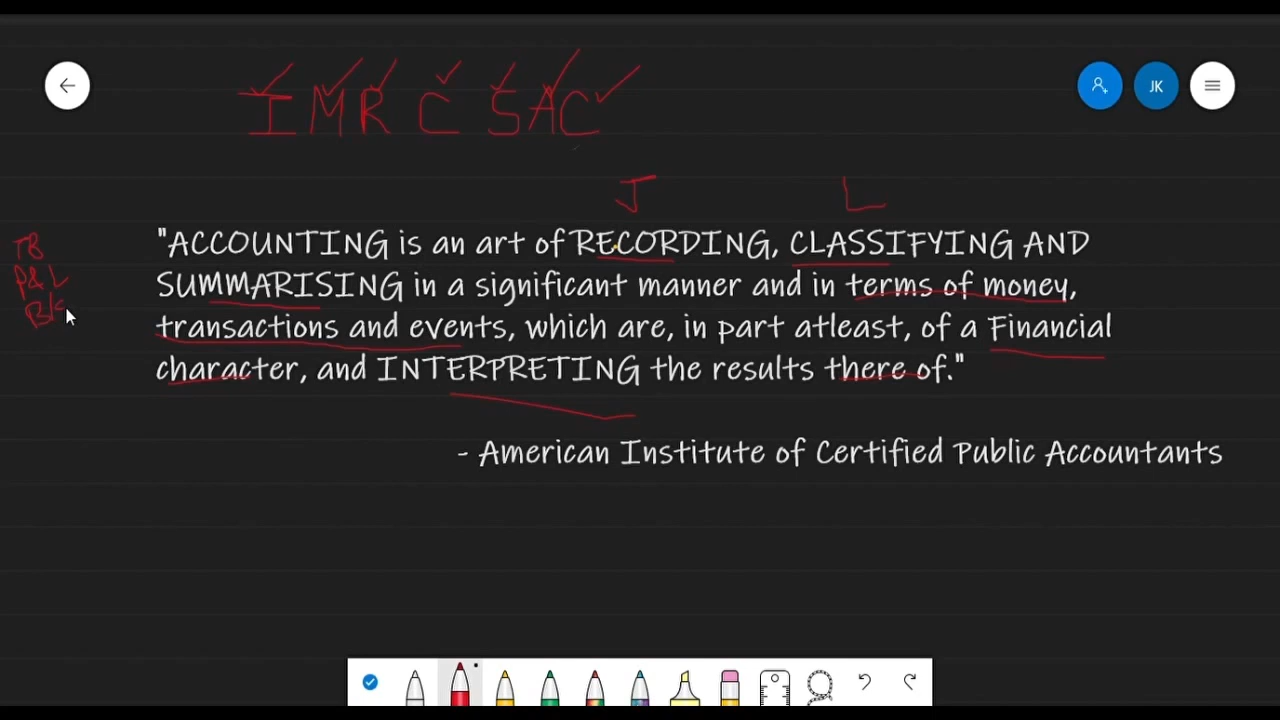 I M R C S A C
JK
J L
"ACCOUNTING is an art of RECORDING, CLASSIFYING AND
SUMMARISING in a significant manner and in terms of money,
transactions and events, which are, in part atleast, of a Financial
character, and INTERPRETING the results there of."
TB
P&L
B/S
- American Institute of Certified Public Accountants